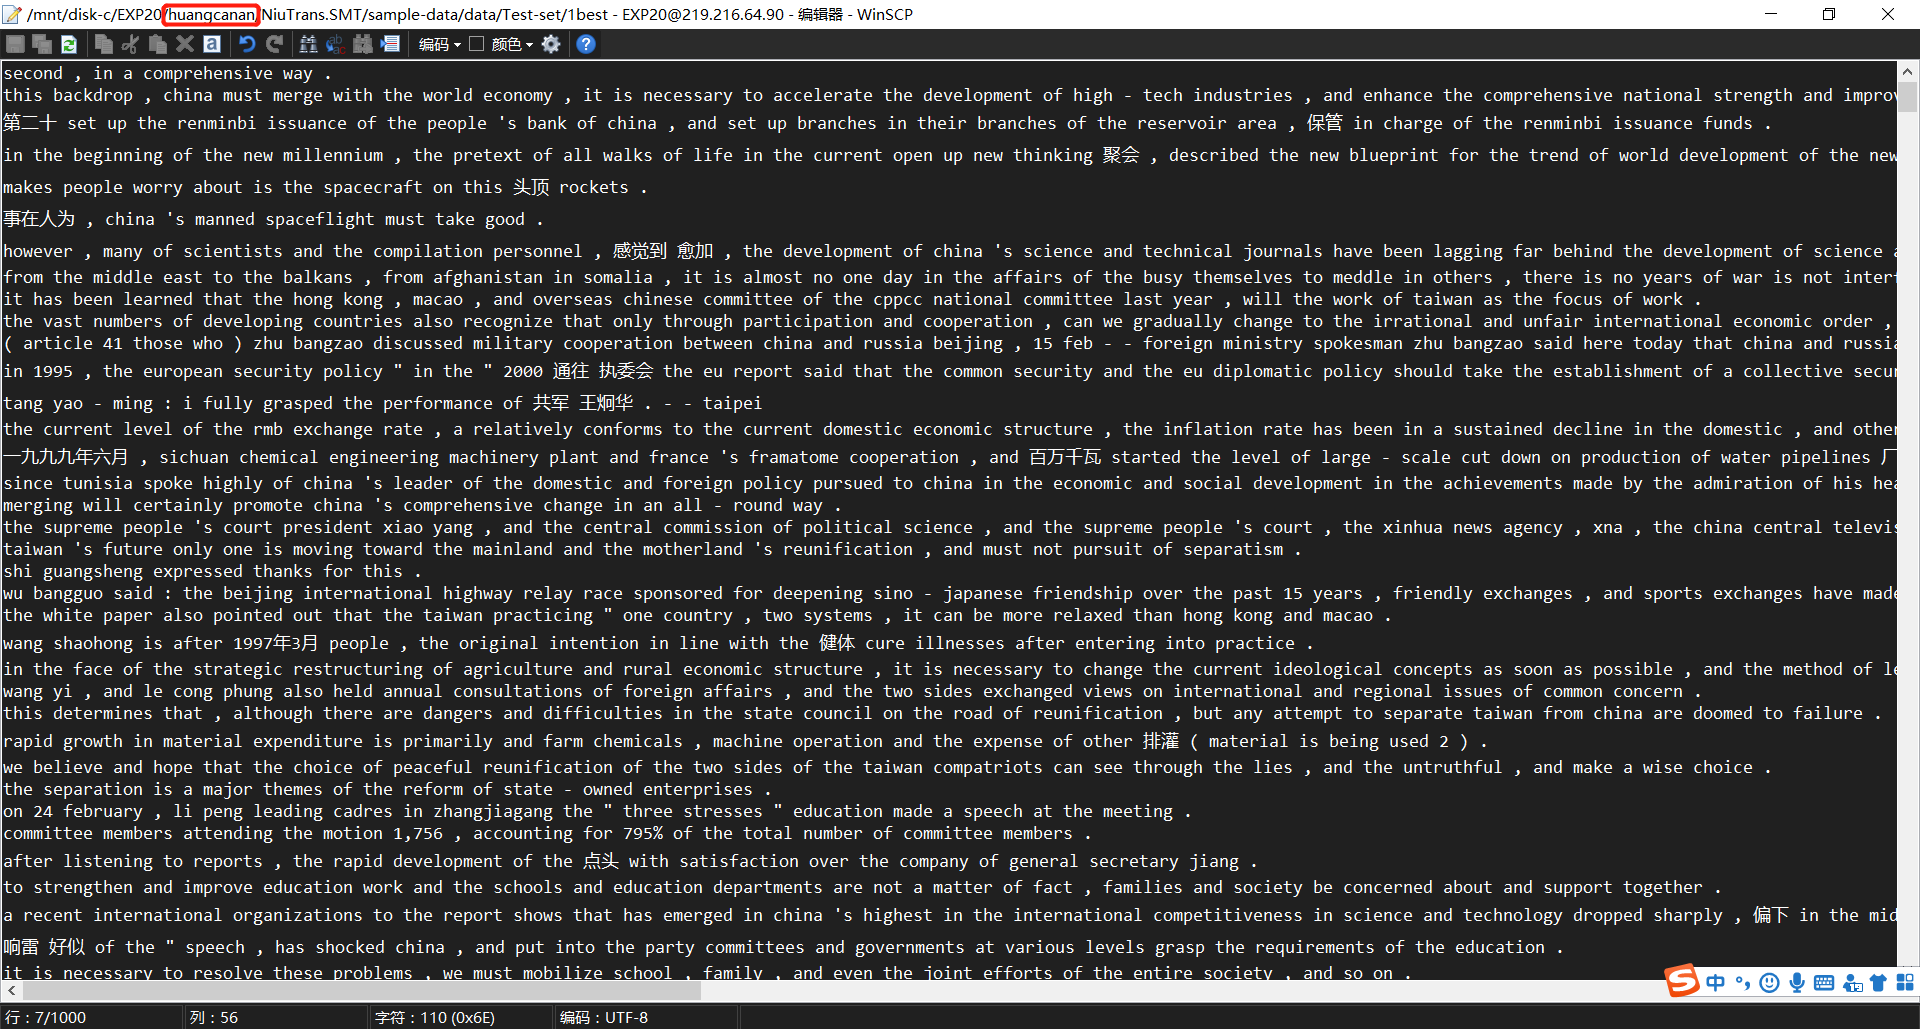 /mnt/disk-c/EXP20/huangcanan/NiuTrans.SMT/sample-data/data/Test-set/1best - EXP20@219.216.64.90 - 编辑器 - WinSCP
编码 颜色
second , in a comprehensive way .
this backdrop , china must merge with the world economy , it is necessary to accelerate the development of high - tech industries , and enhance the comprehensive national strength and improv
第二十 set up the renminbi issuance of the people 's bank of china , and set up branches in their branches of the reservoir area , 保管 in charge of the renminbi issuance funds .
in the beginning of the new millennium , the pretext of all walks of life in the current open up new thinking 聚会 , described the new blueprint for the trend of world development of the new
makes people worry about is the spacecraft on this 头顶 rockets .
事在人为 , china 's manned spaceflight must take good .
however , many of scientists and the compilation personnel , 感觉到 愈加 , the development of china 's science and technical journals have been lagging far behind the development of science a
from the middle east to the balkans , from afghanistan in somalia , it is almost no one day in the affairs of the busy themselves to meddle in others , there is no years of war is not interf
it has been learned that the hong kong , macao , and overseas chinese committee of the cppcc national committee last year , will the work of taiwan as the focus of work .
the vast numbers of developing countries also recognize that only through participation and cooperation , can we gradually change to the irrational and unfair international economic order ,
( article 41 those who ) zhu bangzao discussed military cooperation between china and russia beijing , 15 feb - - foreign ministry spokesman zhu bangzao said here today that china and russia
in 1995 , the european security policy " in the " 2000 通往 执委会 the eu report said that the common security and the eu diplomatic policy should take the establishment of a collective secur
tang yao - ming : i fully grasped the performance of 共军 王炯华 . - - taipei
the current level of the rmb exchange rate , a relatively conforms to the current domestic economic structure , the inflation rate has been in a sustained decline in the domestic , and other
一九九九年六月 , sichuan chemical engineering machinery plant and france 's framatome cooperation , and 百万千瓦 started the level of large - scale cut down on production of water pipelines 厂
since tunisia spoke highly of china 's leader of the domestic and foreign policy pursued to china in the economic and social development in the achievements made by the admiration of his hea
merging will certainly promote china 's comprehensive change in an all - round way .
the supreme people 's court president xiao yang , and the central commission of political science , and the supreme people 's court , the xinhua news agency , xna , the china central televis
taiwan 's future only one is moving toward the mainland and the motherland 's reunification , and must not pursuit of separatism .
shi guangsheng expressed thanks for this .
wu bangguo said : the beijing international highway relay race sponsored for deepening sino - japanese friendship over the past 15 years , friendly exchanges , and sports exchanges have made
the white paper also pointed out that the taiwan practicing " one country , two systems , it can be more relaxed than hong kong and macao .
wang shaohong is after 1997年3月 people , the original intention in line with the 健体 cure illnesses after entering into practice .
in the face of the strategic restructuring of agriculture and rural economic structure , it is necessary to change the current ideological concepts as soon as possible , and the method of le
wang yi , and le cong phung also held annual consultations of foreign affairs , and the two sides exchanged views on international and regional issues of common concern .
this determines that , although there are dangers and difficulties in the state council on the road of reunification , but any attempt to separate taiwan from china are doomed to failure .
rapid growth in material expenditure is primarily and farm chemicals , machine operation and the expense of other 排灌 ( material is being used 2 ) .
we believe and hope that the choice of peaceful reunification of the two sides of the taiwan compatriots can see through the lies , and the untruthful , and make a wise choice .
the separation is a major themes of the reform of state - owned enterprises .
on 24 february , li peng leading cadres in zhangjiagang the " three stresses " education made a speech at the meeting .
committee members attending the motion 1,756 , accounting for 795% of the total number of committee members .
after listening to reports , the rapid development of the 点头 with satisfaction over the company of general secretary jiang .
to strengthen and improve education work and the schools and education departments are not a matter of fact , families and society be concerned about and support together .
a recent international organizations to the report shows that has emerged in china 's highest in the international competitiveness in science and technology dropped sharply , 偏下 in the mid
响雷 好似 of the " speech , has shocked china , and put into the party committees and governments at various levels grasp the requirements of the education .
it is necessary to resolve these problems , we must mobilize school , family , and even the joint efforts of the entire society , and so on .
中
行：7/1000 列：56 字符：110 (0x6E) 编码：UTF-8